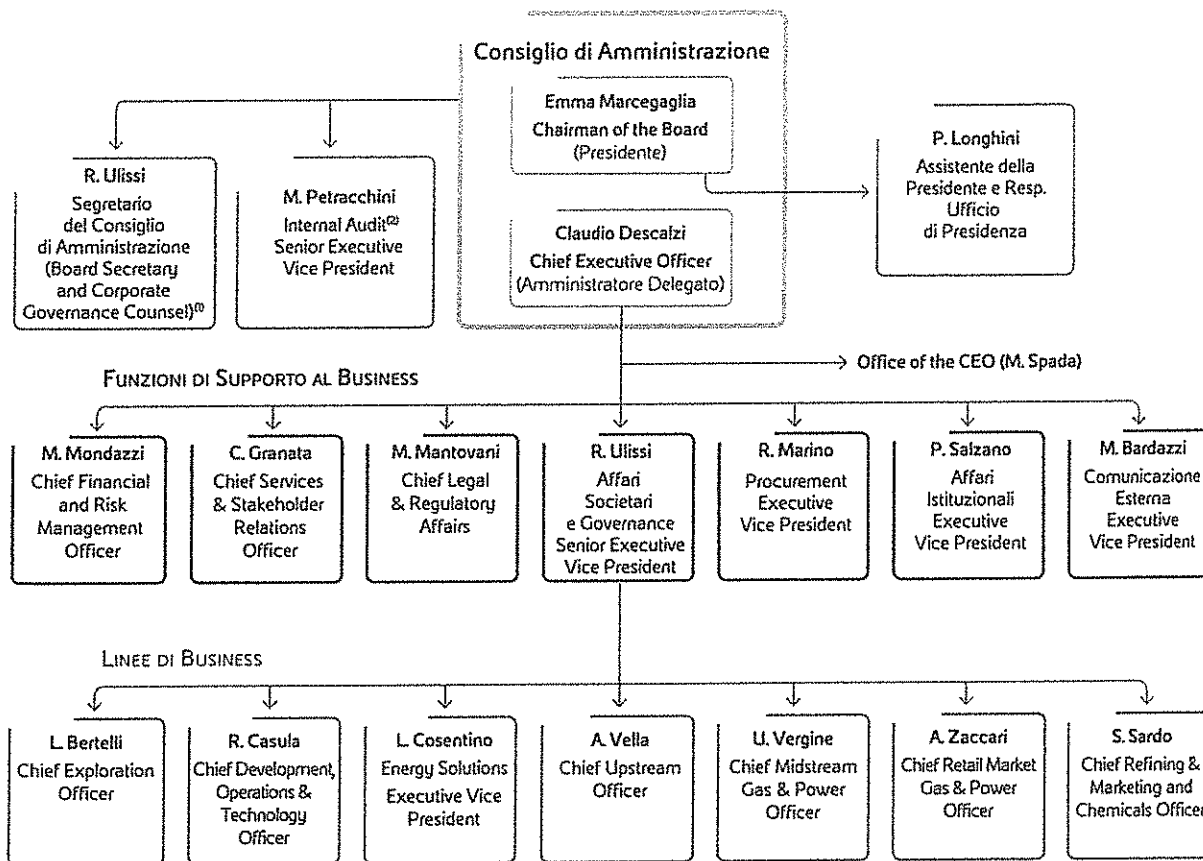 Consiglio di Amministrazione
Emma Marcegaglia
Chairman of the Board
(Presidente)
P. Longhini
Assistente della
Presidente e Resp.
Ufficio
di Presidenza
R. Ulissi
Segretario
del Consiglio
di Amministrazione
(Board Secretary
and Corporate
Governance Counsel)(1)
M. Petracchini
Internal Audit(2)
Senior Executive
Vice President
Claudio Descalzi
Chief Executive Officer
(Amministratore Delegato)
Office of the CEO (M. Spada)
FUNZIONI DI SUPPORTO AL BUSINESS
M. Mondazzi
Chief Financial
and Risk
Management
Officer
C. Granata
Chief Services
& Stakeholder
Relations
Officer
M. Mantovani
Chief Legal
& Regulatory
Affairs
R. Ulissi
Affari
Societari
e Governance
Senior Executive
Vice President
R. Marino
Procurement
Executive
Vice President
P. Salzano
Affari
Istituzionali
Executive
Vice President
M. Bardazzi
Comunicazione
Esterna
Executive
Vice President
LINEE DI BUSINESS
L. Bertelli
Chief Exploration
Officer
R. Casula
Chief Development,
Operations &
Technology
Officer
L. Cosentino
Energy Solutions
Executive Vice
President
A. Vella
Chief Upstream
Officer
U. Vergine
Chief Midstream
Gas & Power
Officer
A. Zaccari
Chief Retail Market
Gas & Power
Officer
S. Sardo
Chief Refining &
Marketing and
Chemicals Officer